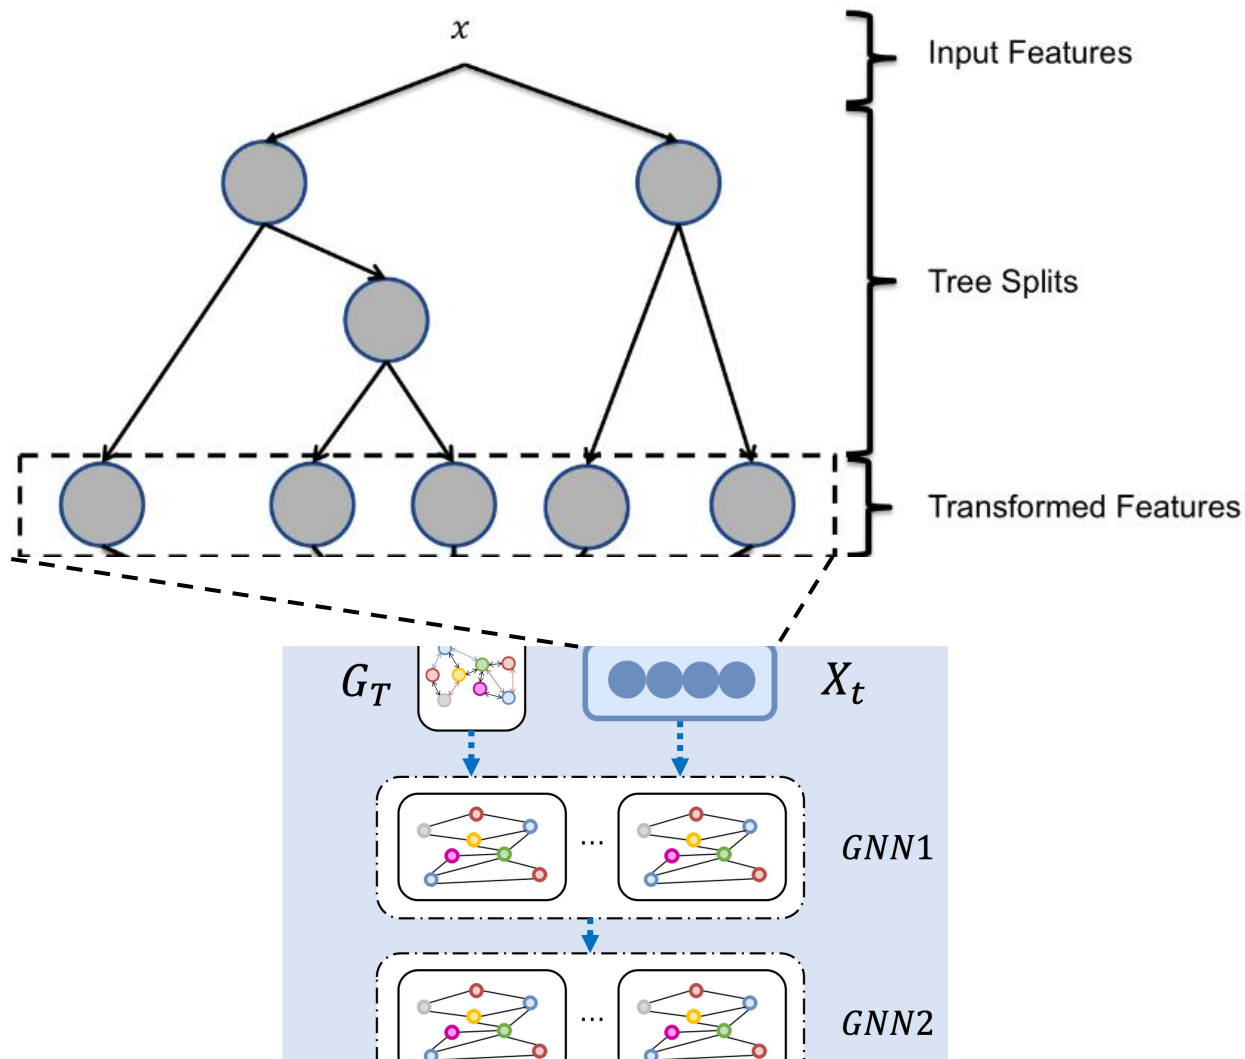 x
Input Features
Tree Splits
Transformed Features
G_T
X_t
...
GNN1
...
GNN2